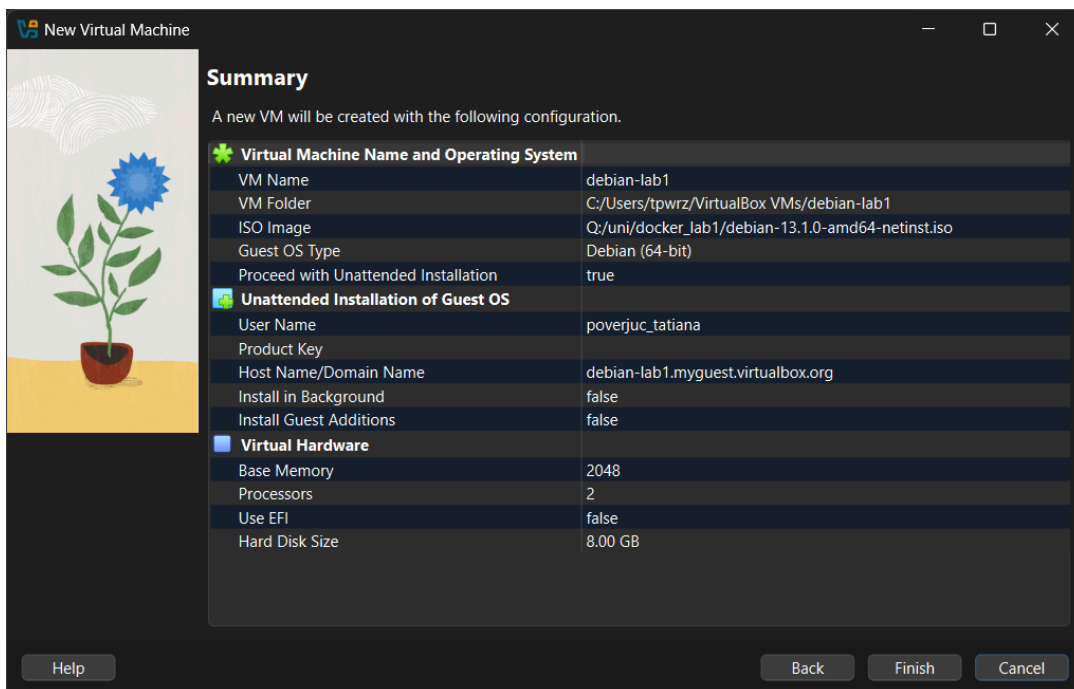 New Virtual Machine
Summary
A new VM will be created with the following configuration.
Virtual Machine Name and Operating System
VM Name debian-lab1
VM Folder C:/Users/tpwrz/VirtualBox VMs/debian-lab1
ISO Image Q:/uni/docker_lab1/debian-13.1.0-amd64-netinst.iso
Guest OS Type Debian (64-bit)
Proceed with Unattended Installation true
Unattended Installation of Guest OS
User Name poverjuc_tatiana
Product Key
Host Name/Domain Name debian-lab1.myguest.virtualbox.org
Install in Background false
Install Guest Additions false
Virtual Hardware
Base Memory 2048
Processors 2
Use EFI false
Hard Disk Size 8.00 GB
Help Back Finish Cancel